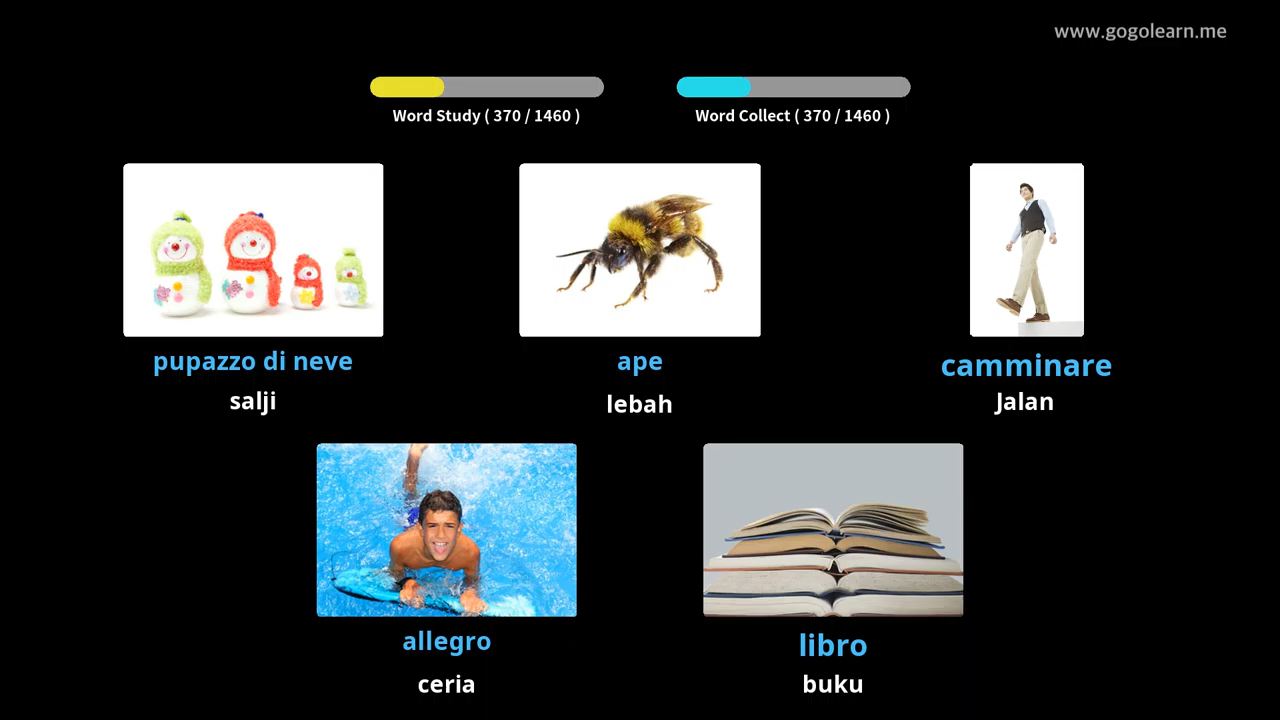 www.gogolearn.me
Word Study ( 370 / 1460 )
Word Collect ( 370 / 1460 )
pupazzo di neve
salji
ape
lebah
camminare
Jalan
allegro
ceria
libro
buku